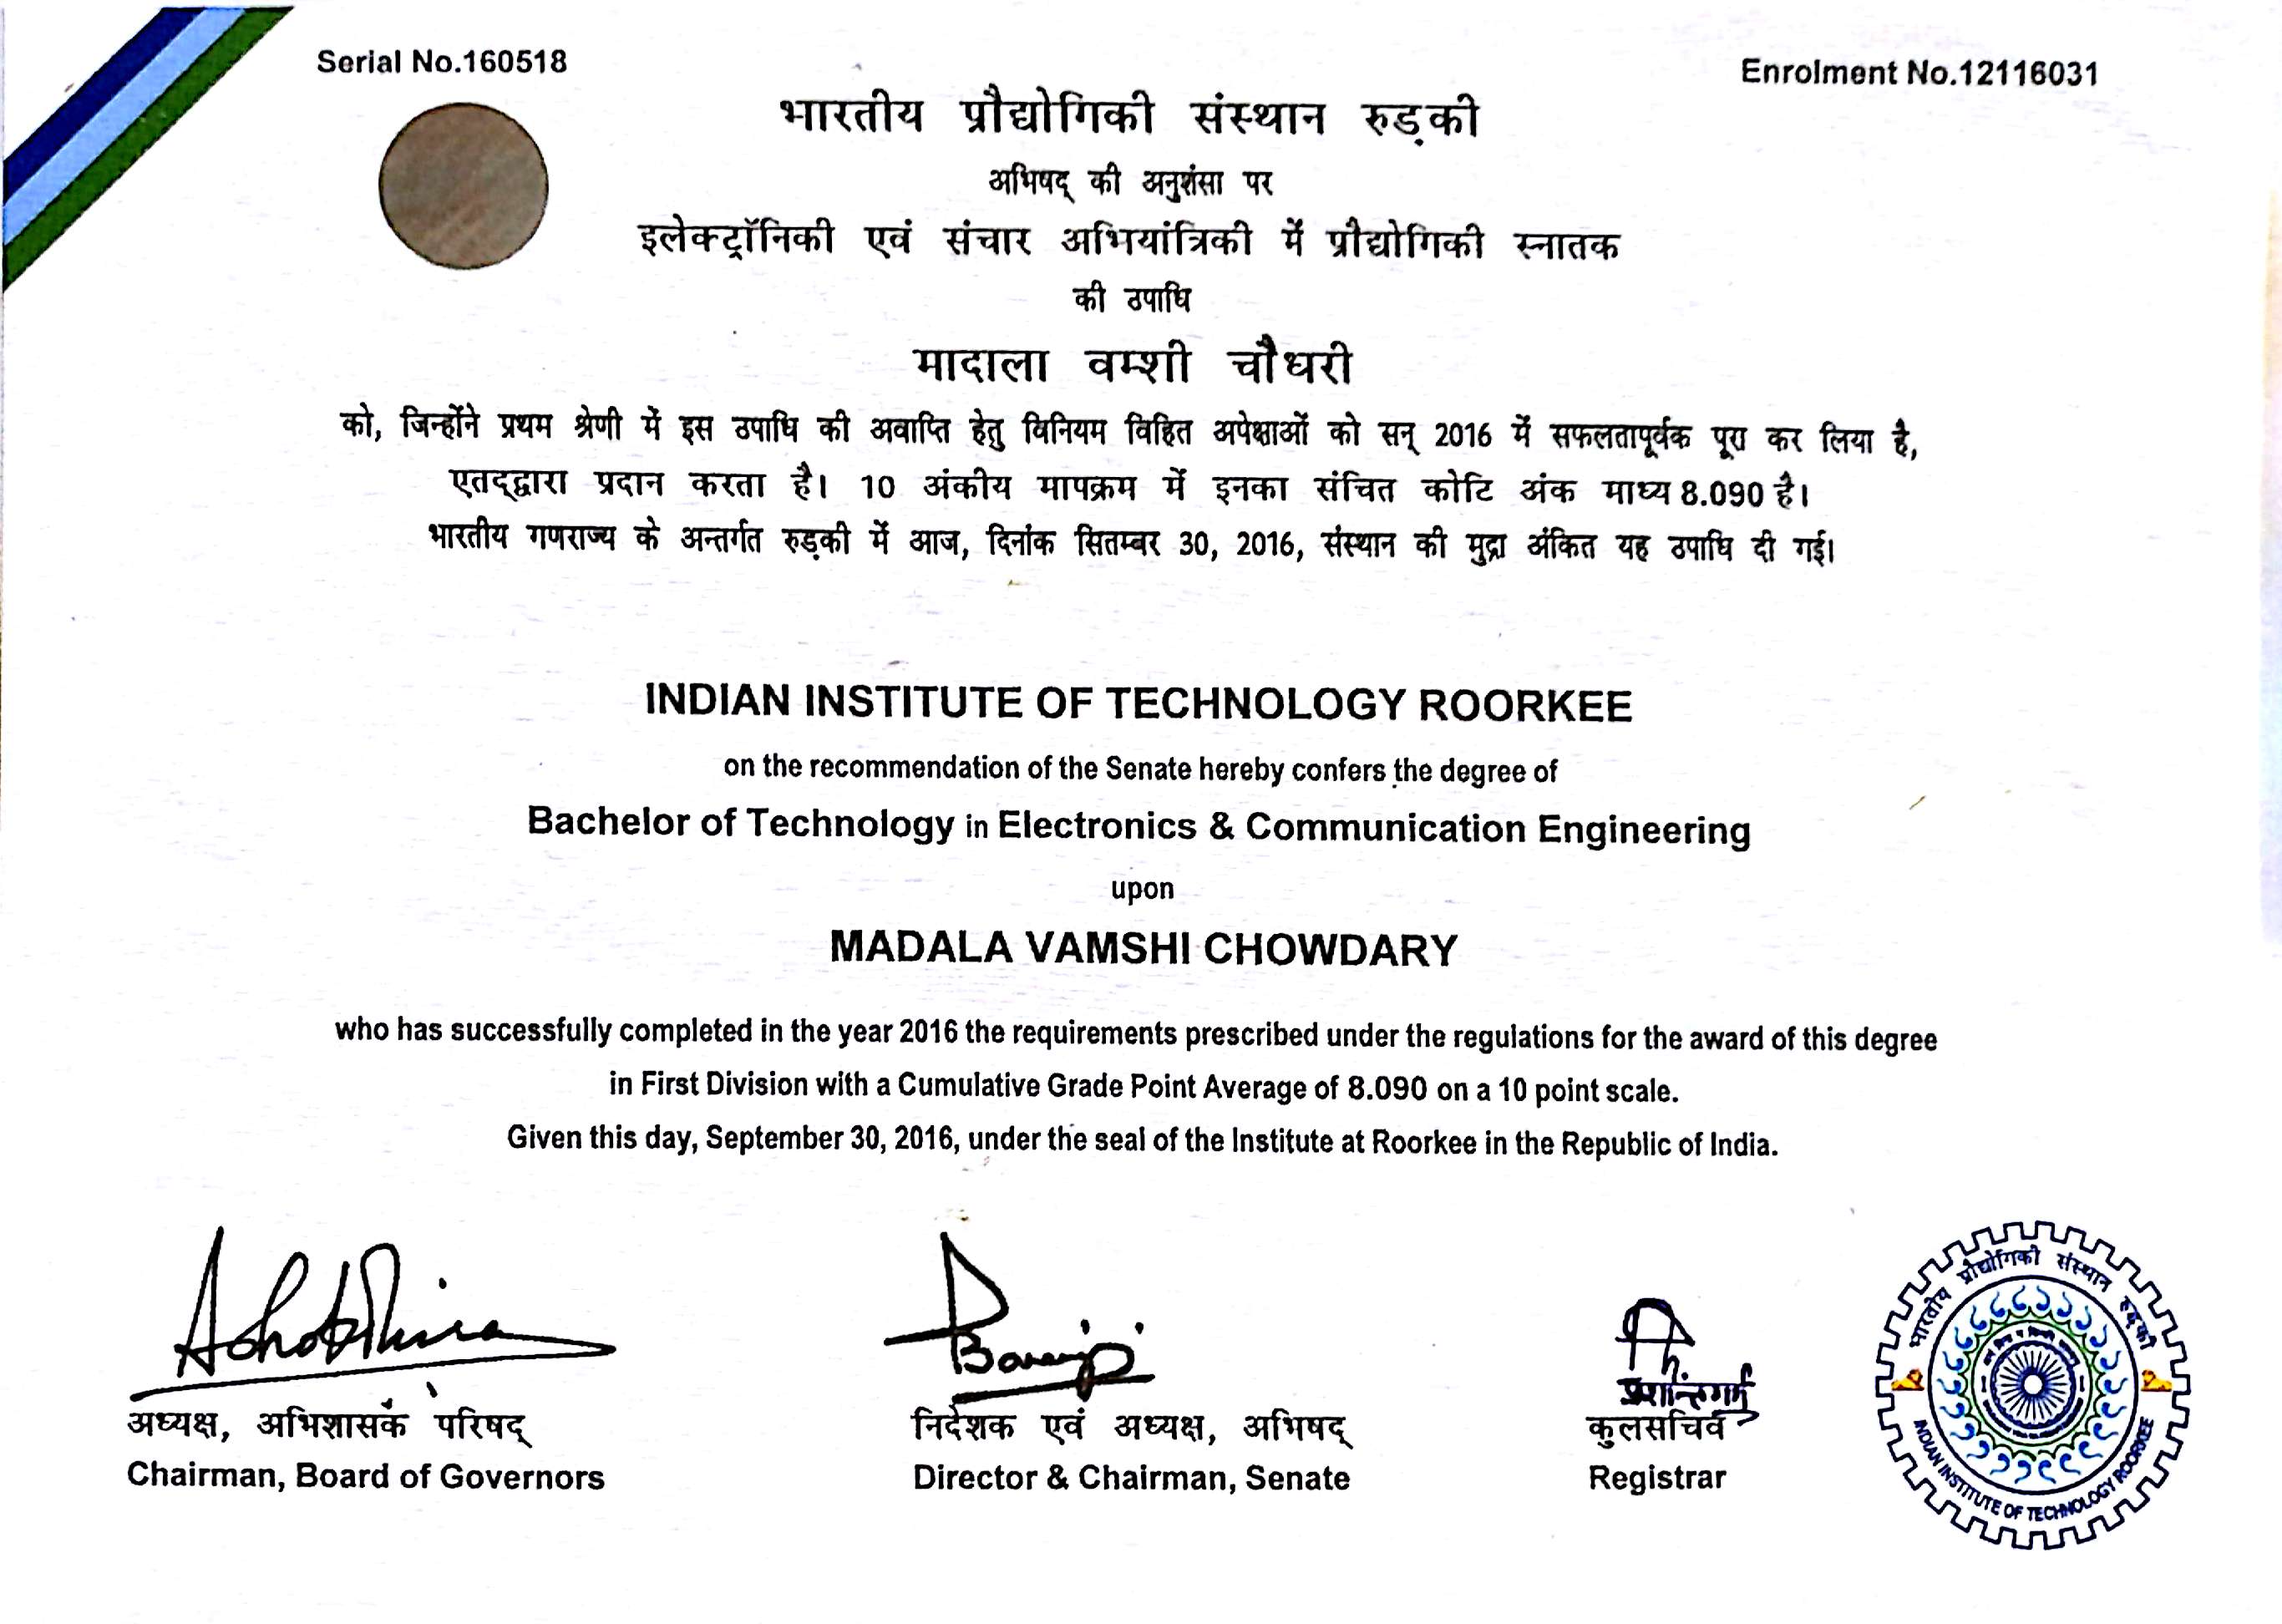 Serial No.160518
Enrolment No.12116031
भारतीय प्रौद्योगिकी संस्थान रुड़की
अभिषद् की अनुशंसा पर
इलेक्ट्रॉनिकी एवं संचार अभियांत्रिकी में प्रौद्योगिकी स्नातक
की उपाधि
मादाला वम्शी चौधरी
को, जिन्होंने प्रथम श्रेणी में इस उपाधि की अवाप्ति हेतु विनियम विहित अपेक्षाओं को सन् 2016 में सफलतापूर्वक पूरा कर लिया है,
एतद्द्वारा प्रदान करता है। 10 अंकीय मापक्रम में इनका संचित कोटि अंक माध्य 8.090 है।
भारतीय गणराज्य के अन्तर्गत रुड़की में आज, दिनांक सितम्बर 30, 2016, संस्थान की मुद्रा अंकित यह उपाधि दी गई।
INDIAN INSTITUTE OF TECHNOLOGY ROORKEE
on the recommendation of the Senate hereby confers the degree of
Bachelor of Technology in Electronics & Communication Engineering
upon
MADALA VAMSHI CHOWDARY
who has successfully completed in the year 2016 the requirements prescribed under the regulations for the award of this degree
in First Division with a Cumulative Grade Point Average of 8.090 on a 10 point scale.
Given this day, September 30, 2016, under the seal of the Institute at Roorkee in the Republic of India.
अध्यक्ष, अभिशासक परिषद्
Chairman, Board of Governors
निदेशक एवं अध्यक्ष, अभिषद्
Director & Chairman, Senate
कुलसचिव
Registrar
भारतीय प्रौद्योगिकी संस्थान रुड़की
INDIAN INSTITUTE OF TECHNOLOGY ROORKEE